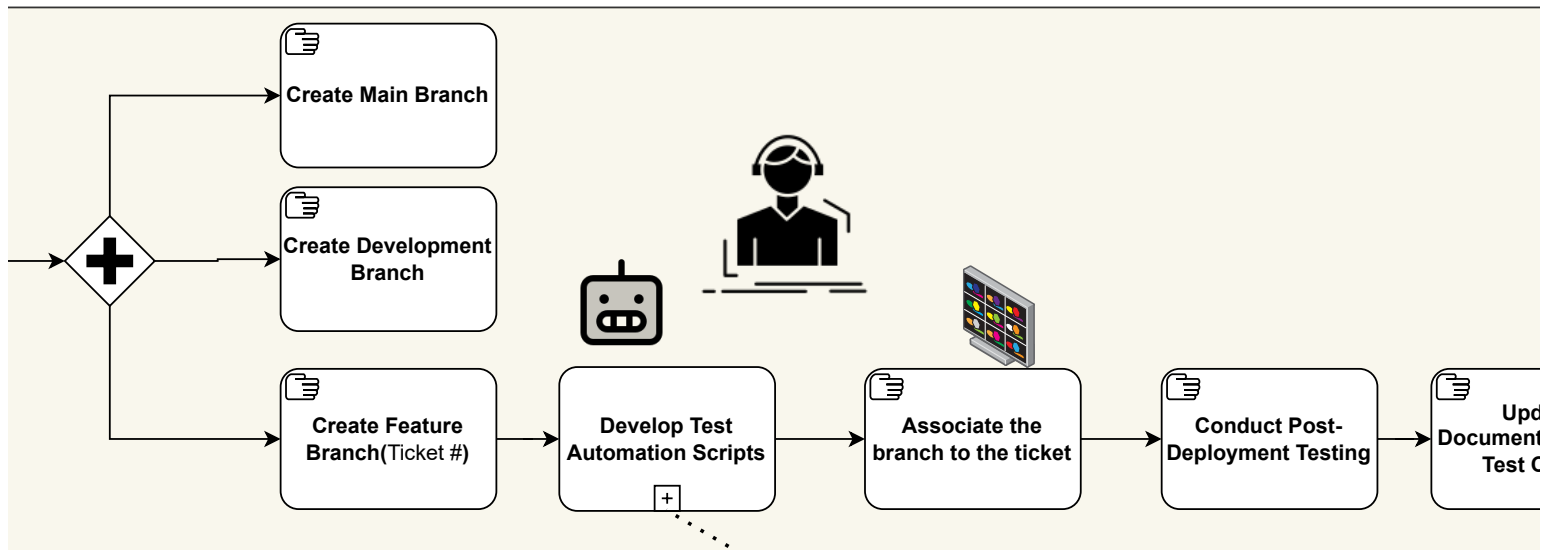 Create Main Branch
Create Development
Branch
Create Feature
Branch(Ticket #)
Develop Test
Automation Scripts
Associate the
branch to the ticket
Conduct Post-
Deployment Testing
Test